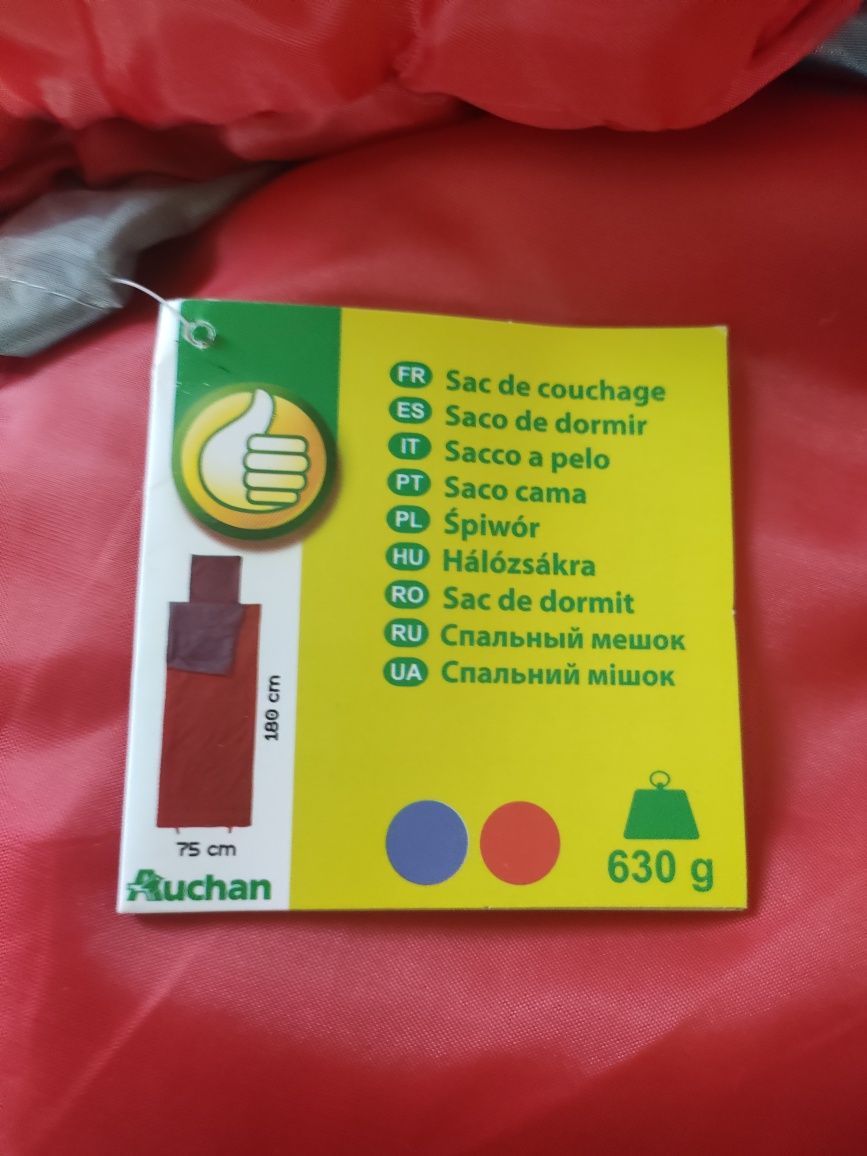 FR Sac de couchage
ES Saco de dormir
IT Sacco a pelo
PT Saco cama
PL Śpiwór
HU Hálózsákra
RO Sac de dormit
RU Спальный мешок
UA Спальний мішок
180 cm
75 cm
Auchan
630 g